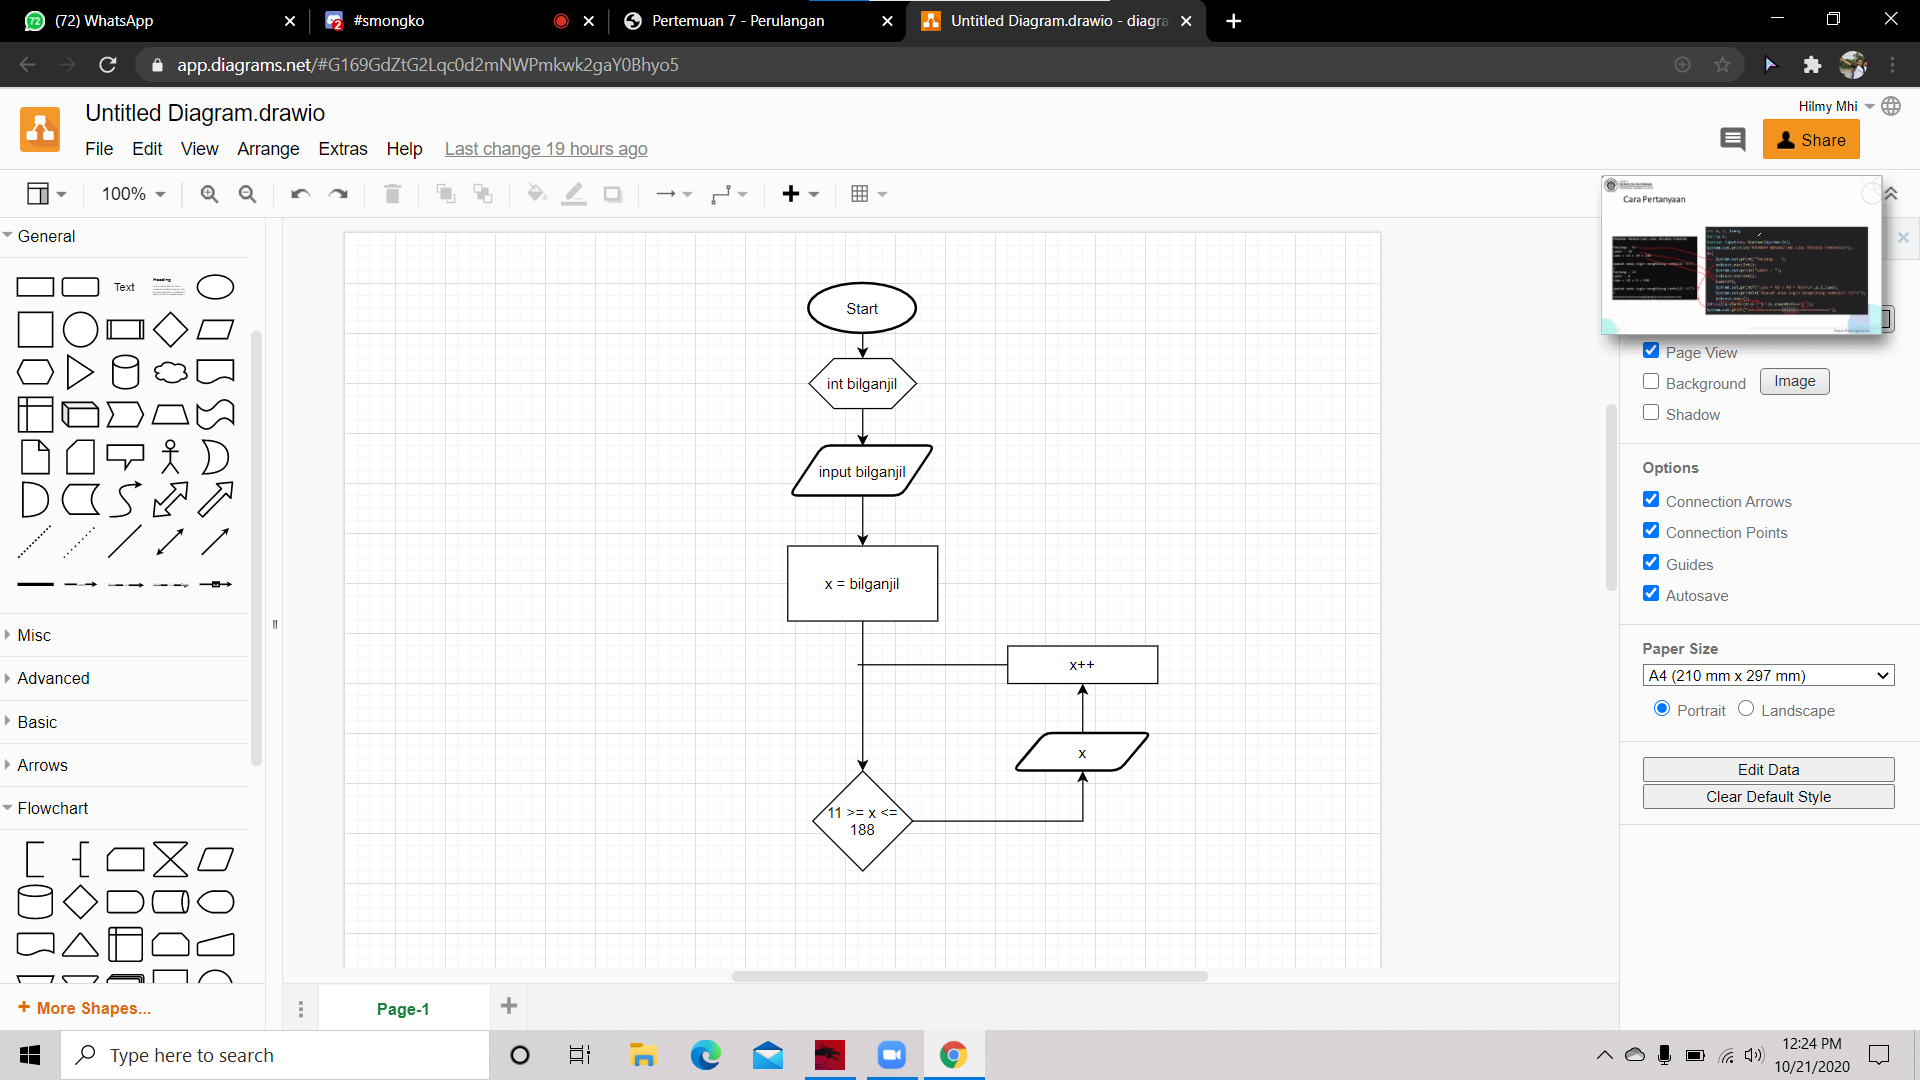 (72) WhatsApp
#smongko
Pertemuan 7 - Perulangan
Untitled Diagram.drawio - diagra
app.diagrams.net/#G169GdZtG2Lqc0d2mNWPmkwk2gaY0Bhyo5
Untitled Diagram.drawio
Hilmy Mhi
File Edit View Arrange Extras Help Last change 19 hours ago
Share
100%
Cara Pertanyaan
General
Heading
Text
Start
int bilganjil
input bilganjil
x = bilganjil
x++
x
11 >= x <=
188
Page View
Background
Image
Shadow
Options
Connection Arrows
Connection Points
Guides
Autosave
Paper Size
A4 (210 mm x 297 mm)
Portrait Landscape
Edit Data
Clear Default Style
Misc
Advanced
Basic
Arrows
Flowchart
+ More Shapes...
Page-1
Type here to search
12:24 PM
10/21/2020